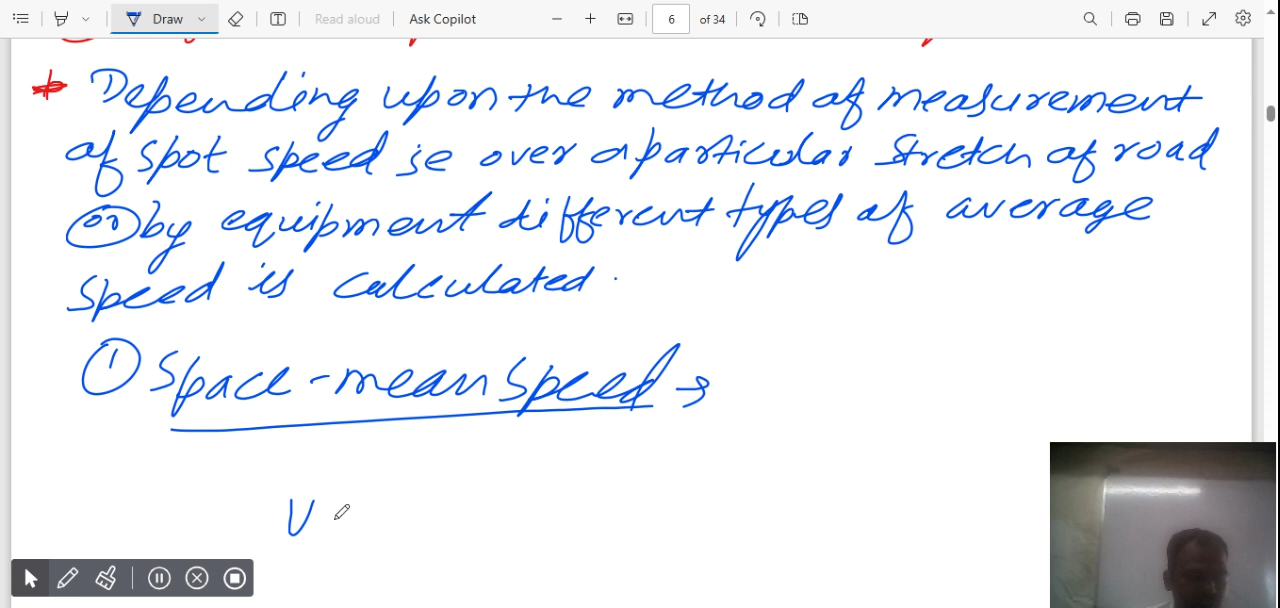 Draw
Read aloud
Ask Copilot
6 of 34
* Depending upon the method of measurement
of spot speed ie over a particular stretch of road
or by equipment different types of average
speed is calculated.
① Space-mean speed →
V